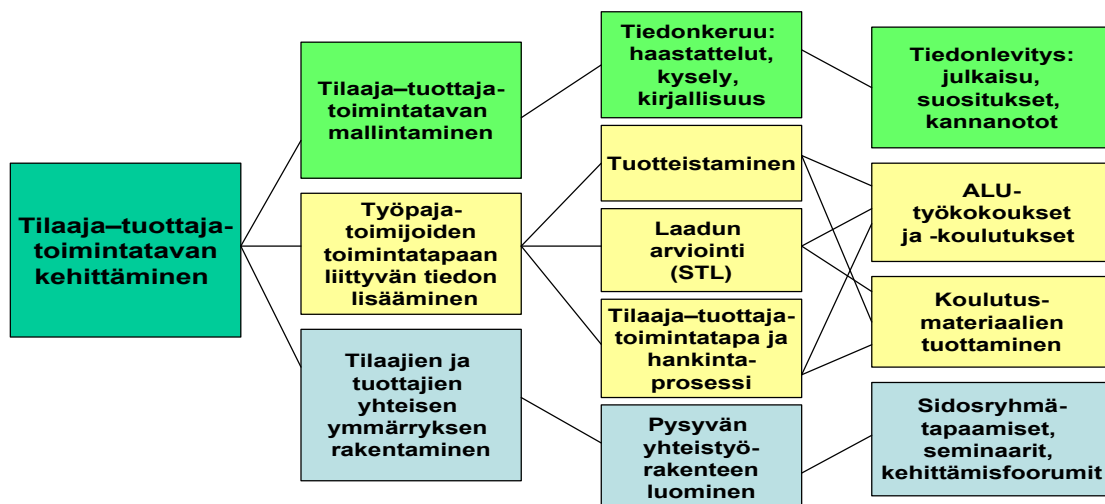 Tilaaja–tuottaja-
toimintatavan
kehittäminen
Tilaaja–tuottaja-
toimintatavan
mallintaminen
Työpaja-
toimijoiden
toimintatapaan
liittyvän tiedon
lisääminen
Tilaajien ja
tuottajien
yhteisen
ymmärryksen
rakentaminen
Tiedonkeruu:
haastattelut,
kysely,
kirjallisuus
Tuotteistaminen
Laadun
arviointi
(STL)
Tilaaja–tuottaja-
toimintatapa ja
hankinta-
prosessi
Pysyvän
yhteistyö-
rakenteen
luominen
Tiedonlevitys:
julkaisu,
suositukset,
kannanotot
ALU-
työkokoukset
ja -koulutukset
Koulutus-
materiaalien
tuottaminen
Sidosryhmä-
tapaamiset,
seminaarit,
kehittämisfoorumit